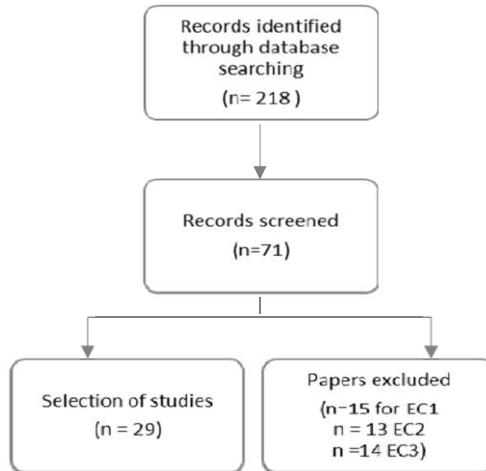 Records identified
through database
searching
(n= 218 )
Records screened
(n=71)
Selection of studies
(n = 29)
Papers excluded
(n=15 for EC1
n = 13 EC2
n =14 EC3)